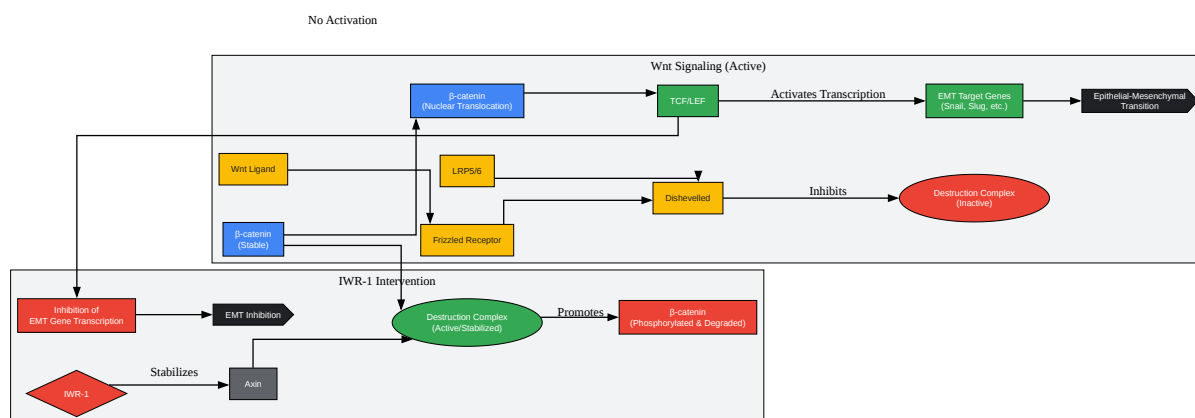 No Activation
Wnt Signaling (Active)
β-catenin
(Nuclear Translocation)
TCF/LEF
Activates Transcription
EMT Target Genes
(Snail, Slug, etc.)
Epithelial-Mesenchymal
Transition
Wnt Ligand
LRP5/6
Dishevelled
Inhibits
Destruction Complex
(Inactive)
β-catenin
(Stable)
Frizzled Receptor
IWR-1 Intervention
Inhibition of
EMT Gene Transcription
EMT Inhibition
Destruction Complex
(Active/Stabilized)
Promotes
β-catenin
(Phosphorylated & Degraded)
IWR-1
Stabilizes
Axin